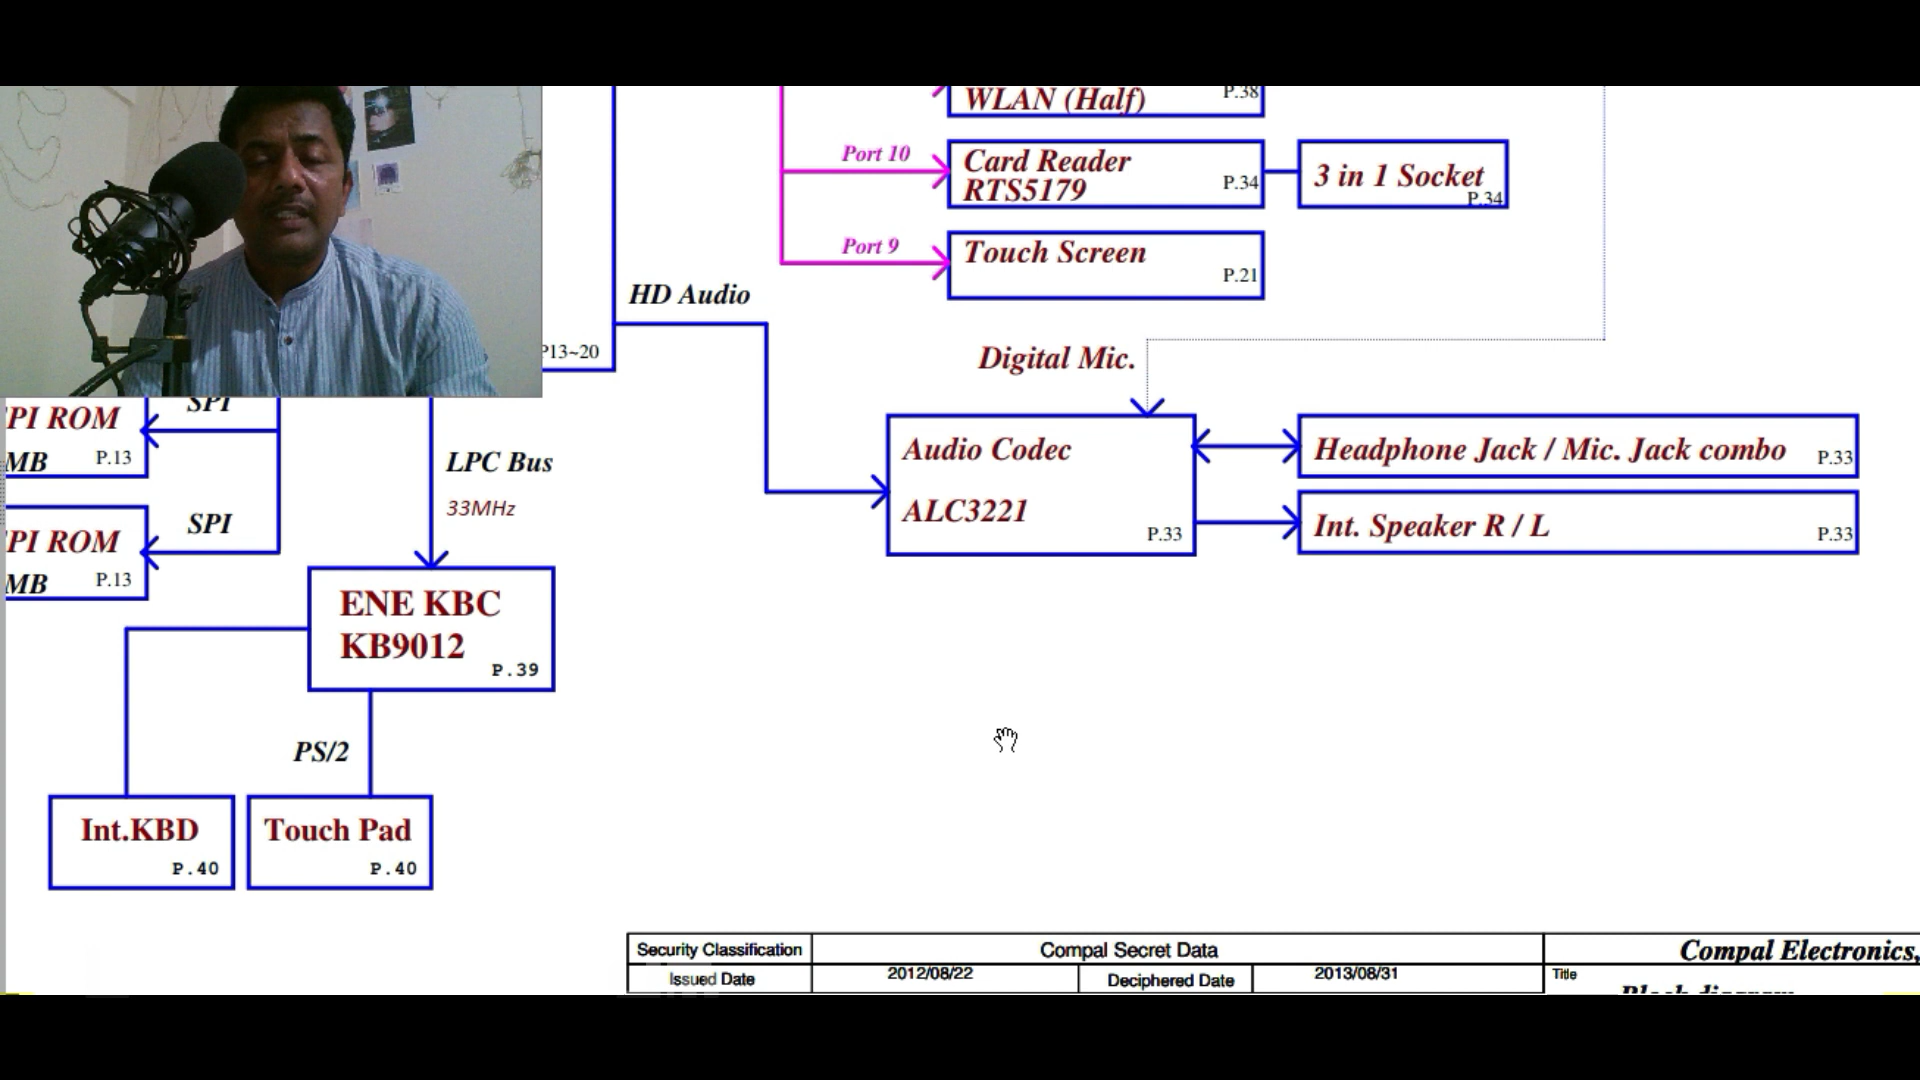 WLAN (Half)
P.38
Port 10
Card Reader
RTS5179
P.34
3 in 1 Socket
P.34
Port 9
Touch Screen
P.21
HD Audio
P13~20
Digital Mic.
SPI
PI ROM
MB
P.13
LPC Bus
33MHz
Audio Codec
ALC3221
P.33
Headphone Jack / Mic. Jack combo
P.33
Int. Speaker R / L
P.33
SPI
PI ROM
MB
P.13
ENE KBC
KB9012
P.39
PS/2
Int.KBD
P.40
Touch Pad
P.40
Security Classification
Compal Secret Data
Compal Electronics,
Issued Date
2012/08/22
Deciphered Date
2013/08/31
Title
Block diagram